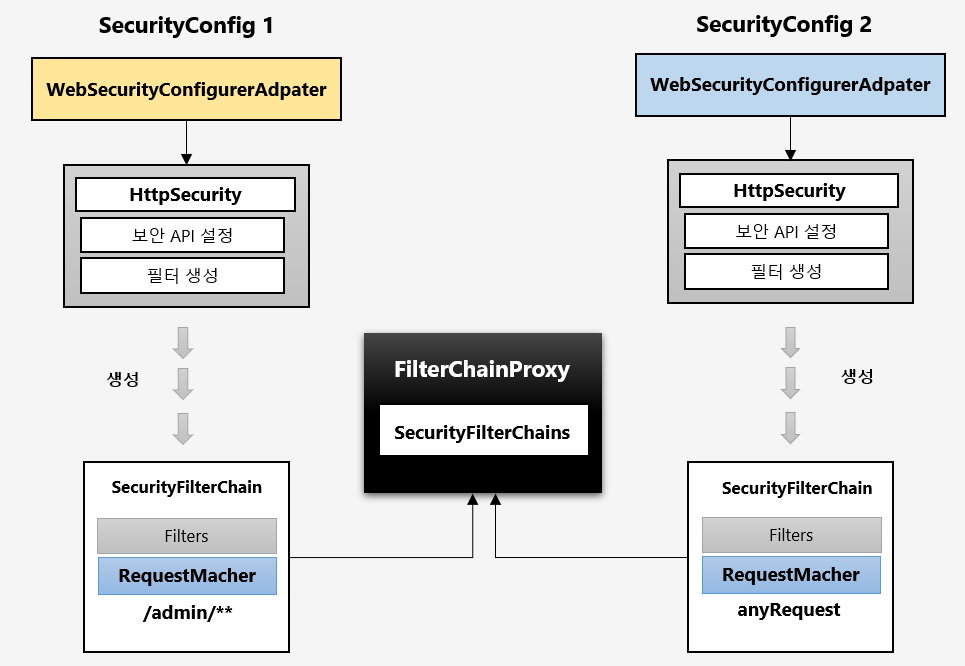 SecurityConfig 1
WebSecurityConfigurerAdpater
HttpSecurity
보안 API 설정
필터 생성
생성
SecurityFilterChain
Filters
RequestMacher
/admin/**
FilterChainProxy
SecurityFilterChains
SecurityConfig 2
WebSecurityConfigurerAdpater
HttpSecurity
보안 API 설정
필터 생성
생성
SecurityFilterChain
Filters
RequestMacher
anyRequest